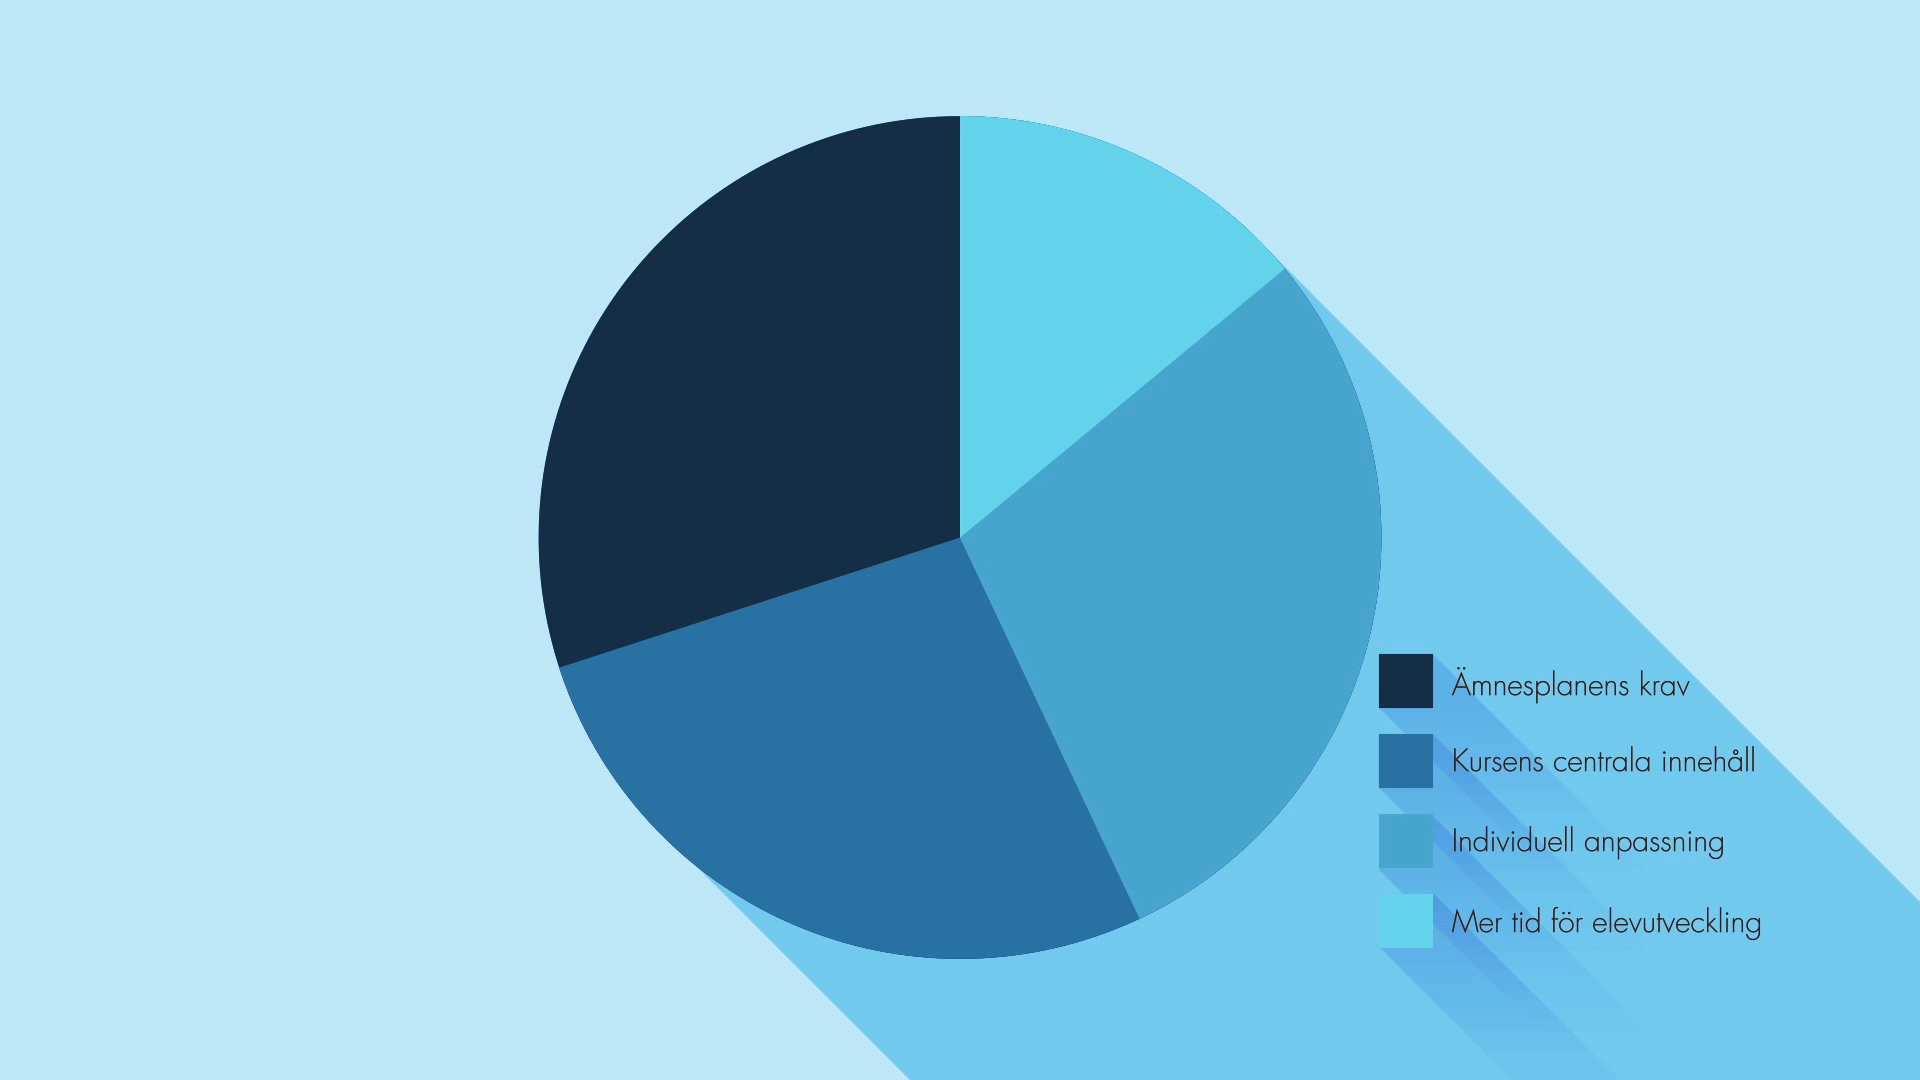 Ämnesplanens krav
Kursens centrala innehåll
Individuell anpassning
Mer tid för elevutveckling